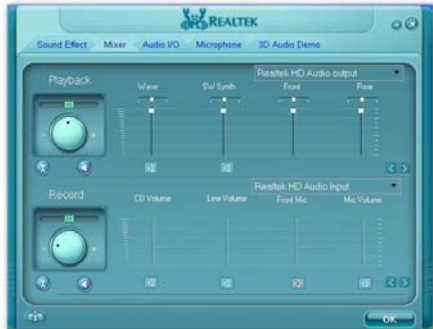 REALTEK
Sound Effect Mixer Audio I/O Microphone 3D Audio Demo
Playback
Realtek HD Audio output
Wave SW Synth Front Rear
Record
Realtek HD Audio Input
CD Volume Line Volume Front Mic Mic Volume
OK